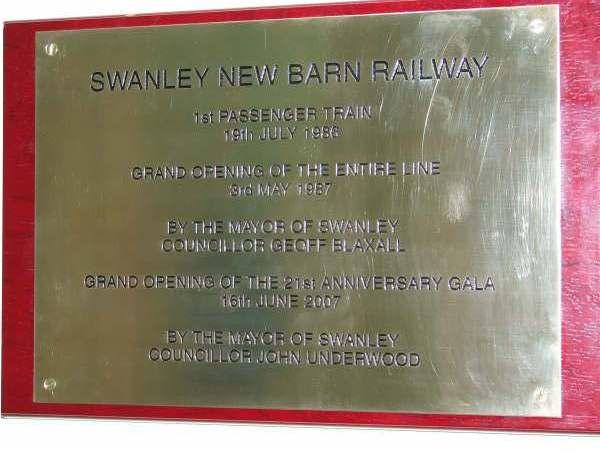 SWANLEY NEW BARN RAILWAY
1st PASSENGER TRAIN
19th JULY 1986
GRAND OPENING OF THE ENTIRE LINE
3rd MAY 1987
BY THE MAYOR OF SWANLEY
COUNCILLOR GEOFF BLAXALL
GRAND OPENING OF THE 21st ANNIVERSARY GALA
16th JUNE 2007
BY THE MAYOR OF SWANLEY
COUNCILLOR JOHN UNDERWOOD